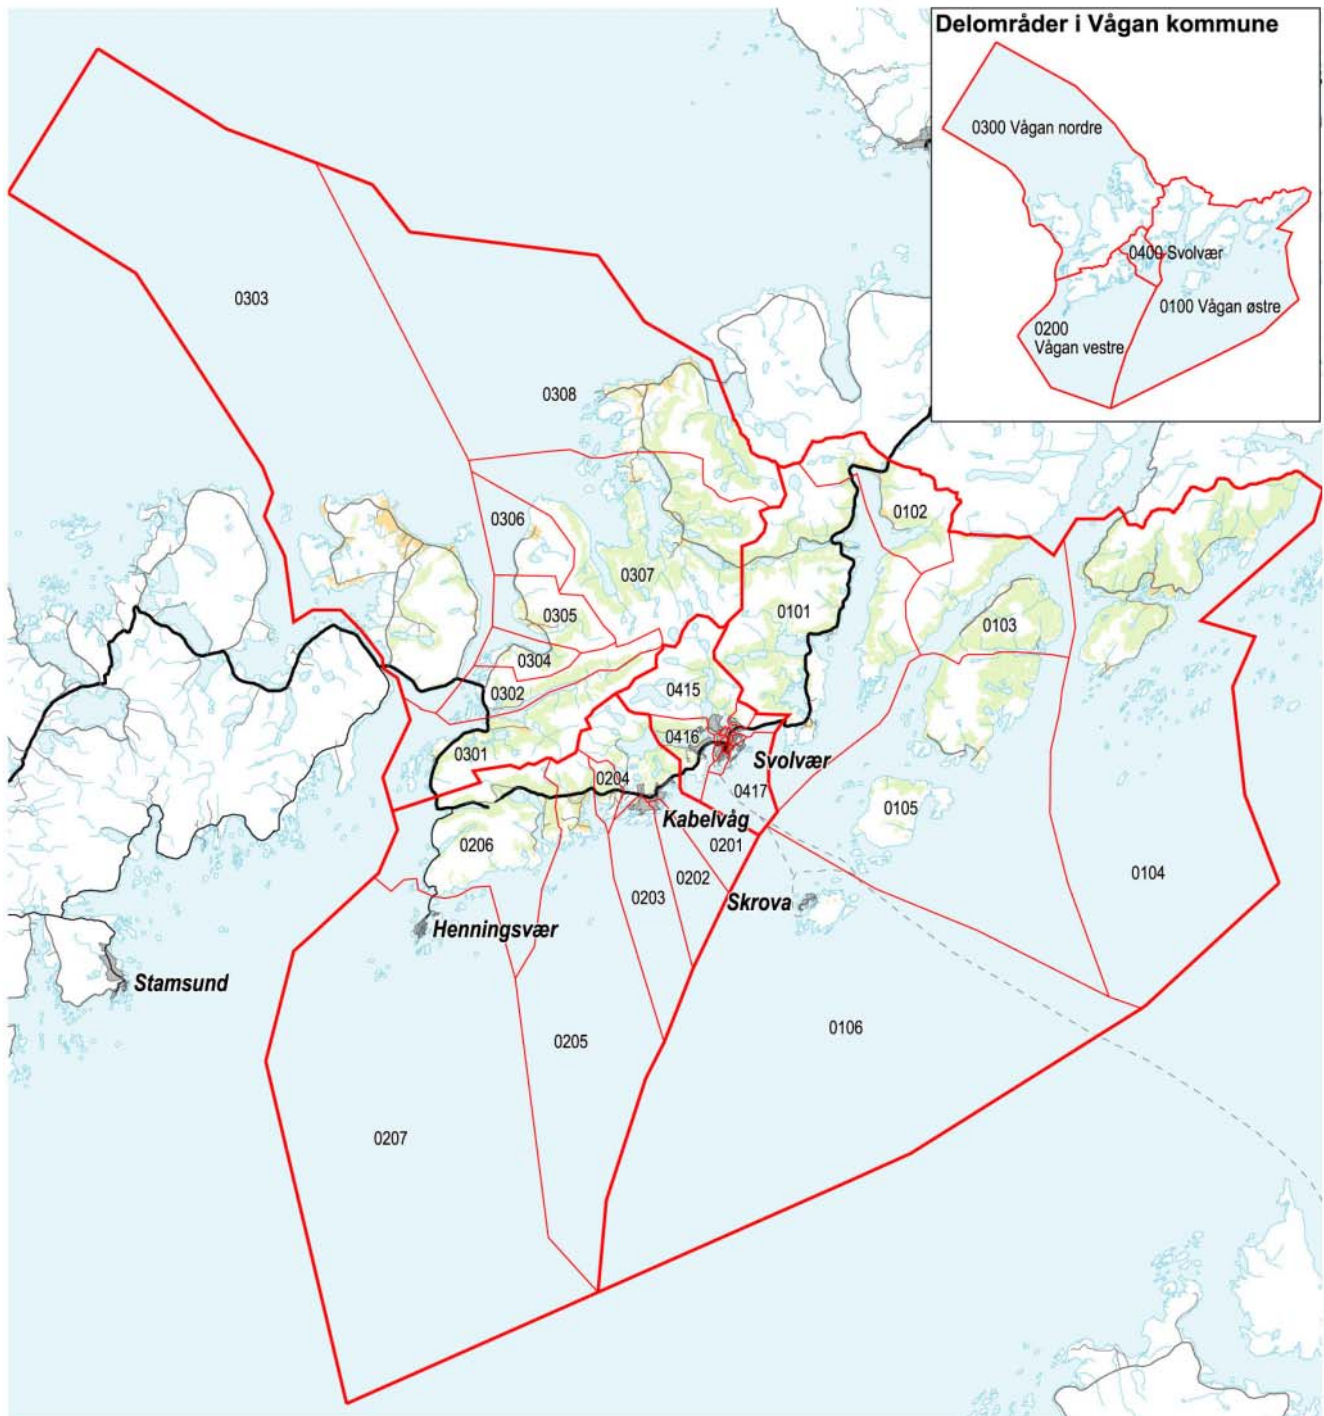 Delområder i Vågan kommune
0300 Vågan nordre
0400 Svolvær
0100 Vågan østre
0200
Vågan vestre
0303
0308
0306
0102
0307
0101
0305
0103
0304
0302
0415
0301
0416
Svolvær
0204
0417
Kabelvåg
0105
0206
0201
0202
0104
0203
Skrova
Henningsvær
Stamsund
0106
0205
0207